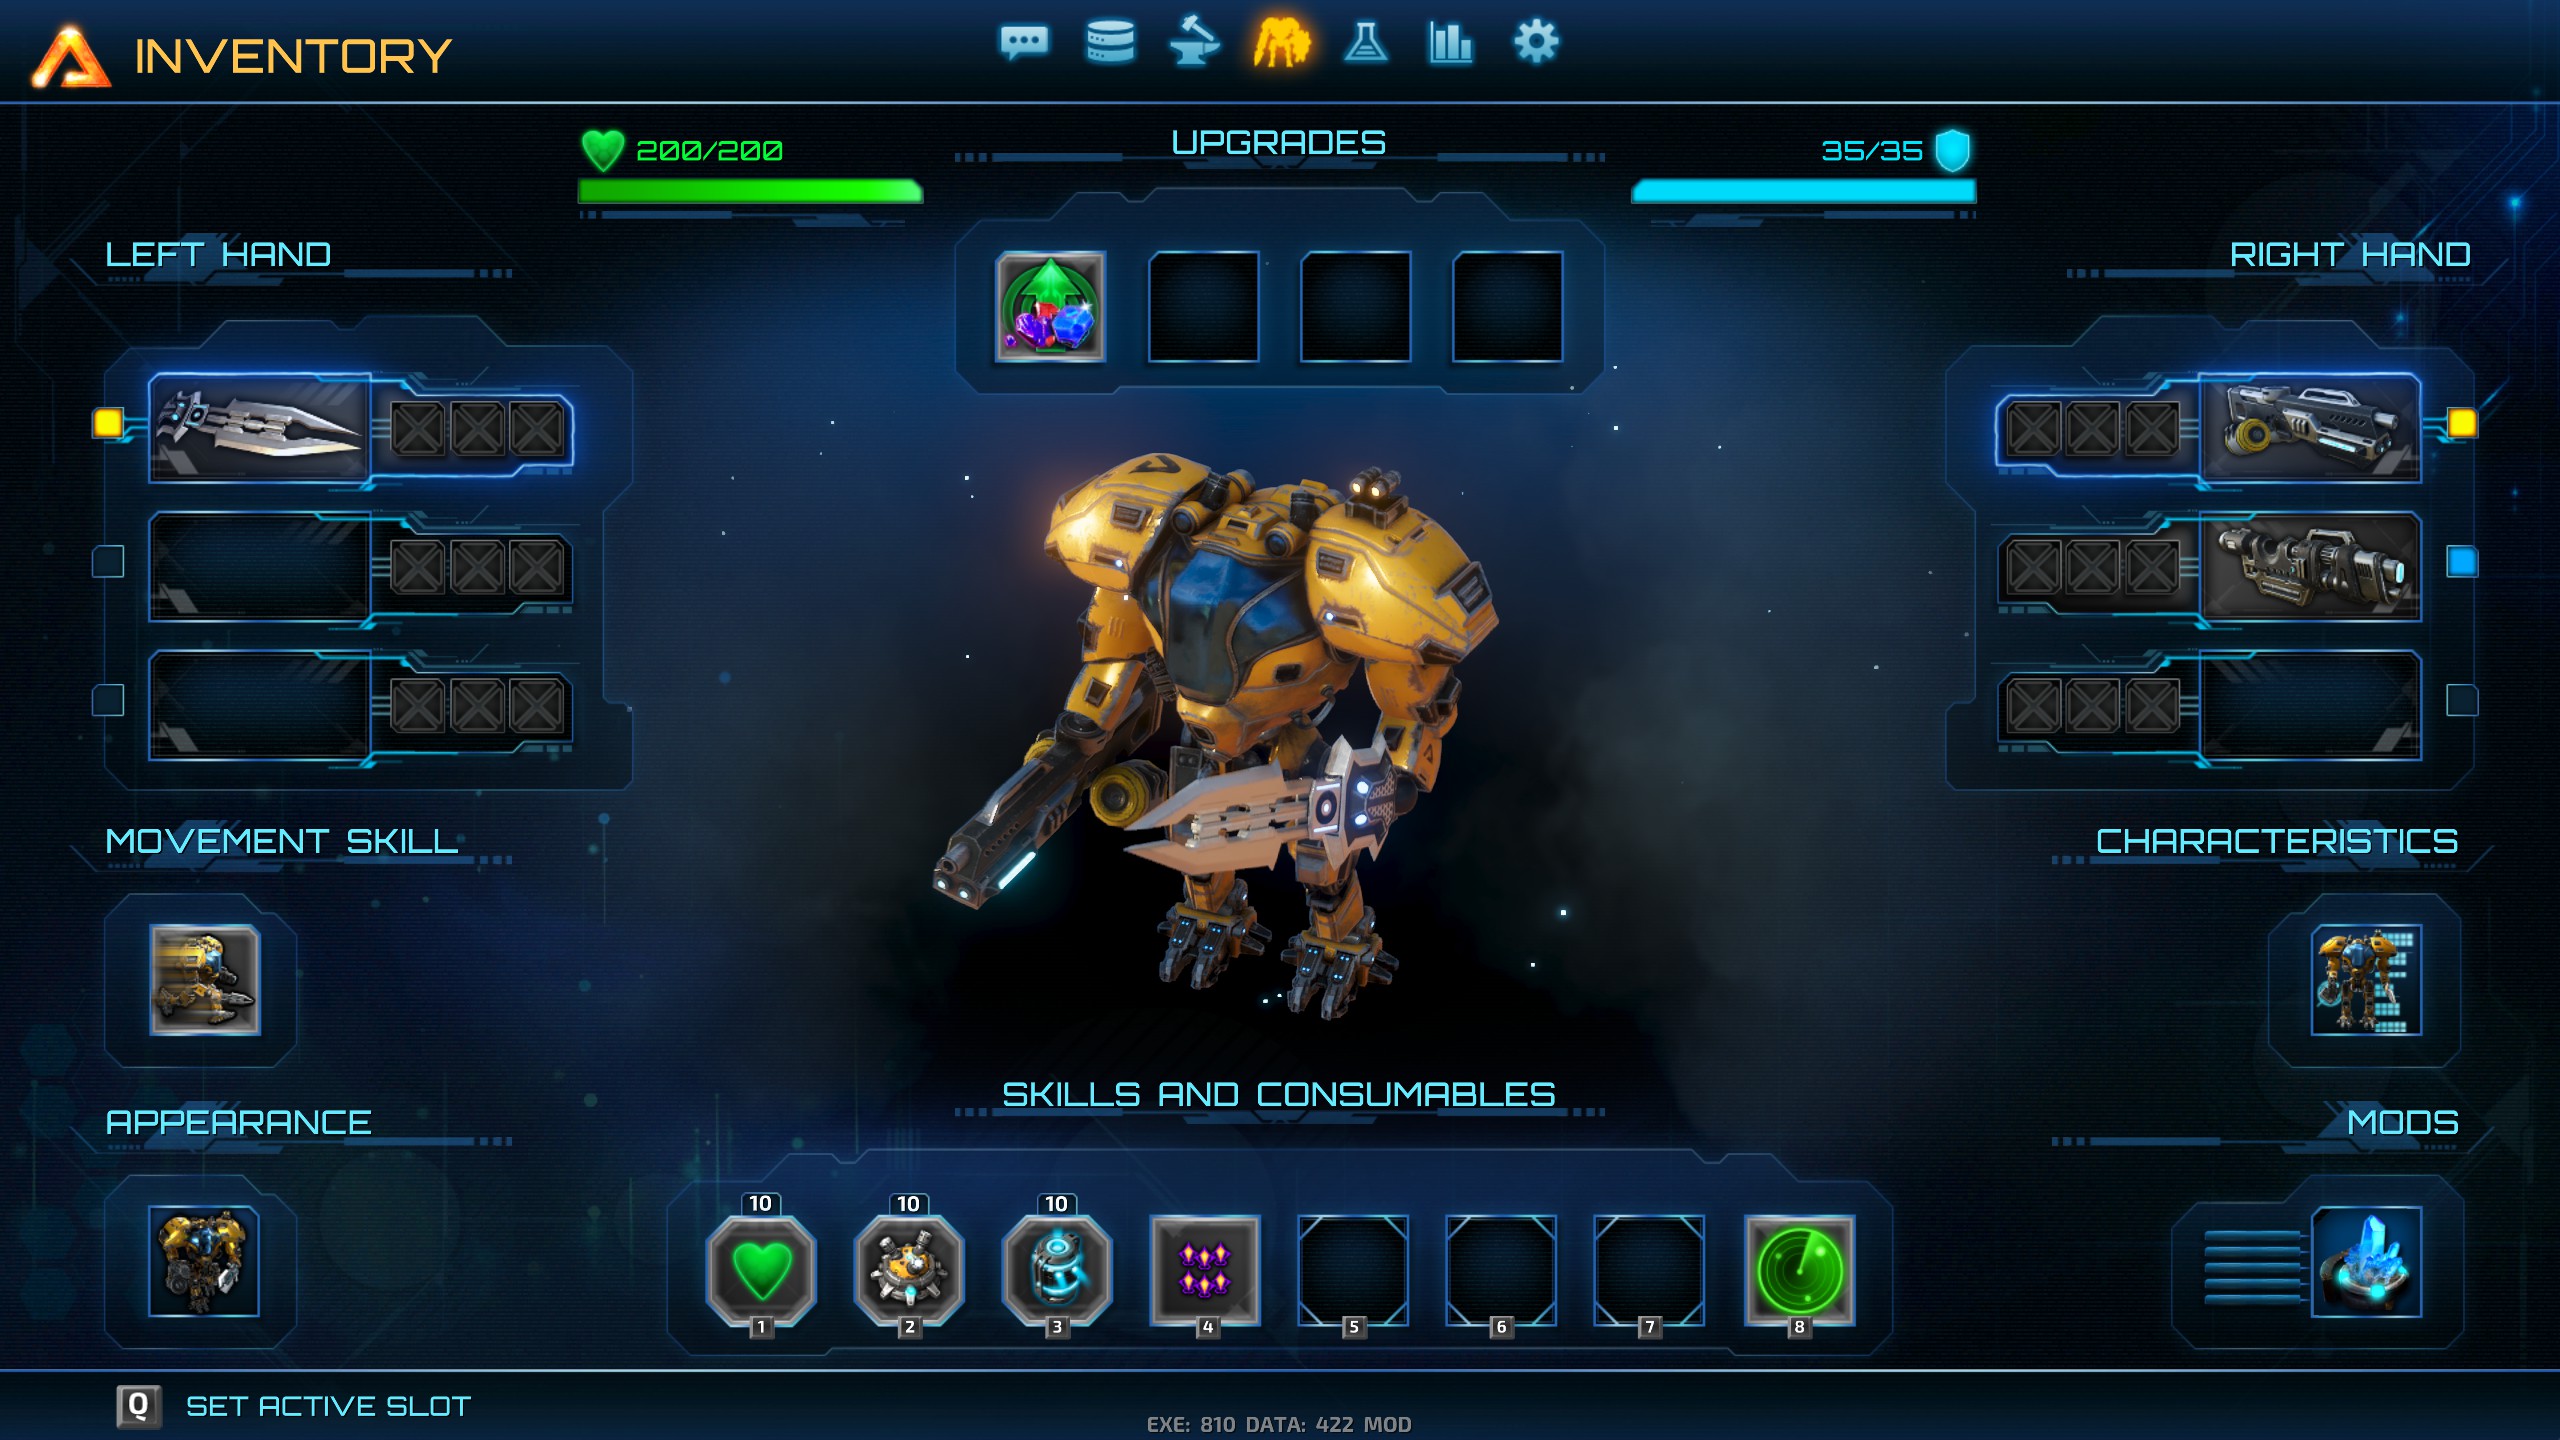 INVENTORY
200/200
UPGRADES
35/35
LEFT HAND
RIGHT HAND
MOVEMENT SKILL
CHARACTERISTICS
SKILLS AND CONSUMABLES
APPEARANCE
MODS
10
10
10
1
2
3
4
5
6
7
8
Q SET ACTIVE SLOT
EXE: 810 DATA: 422 MOD